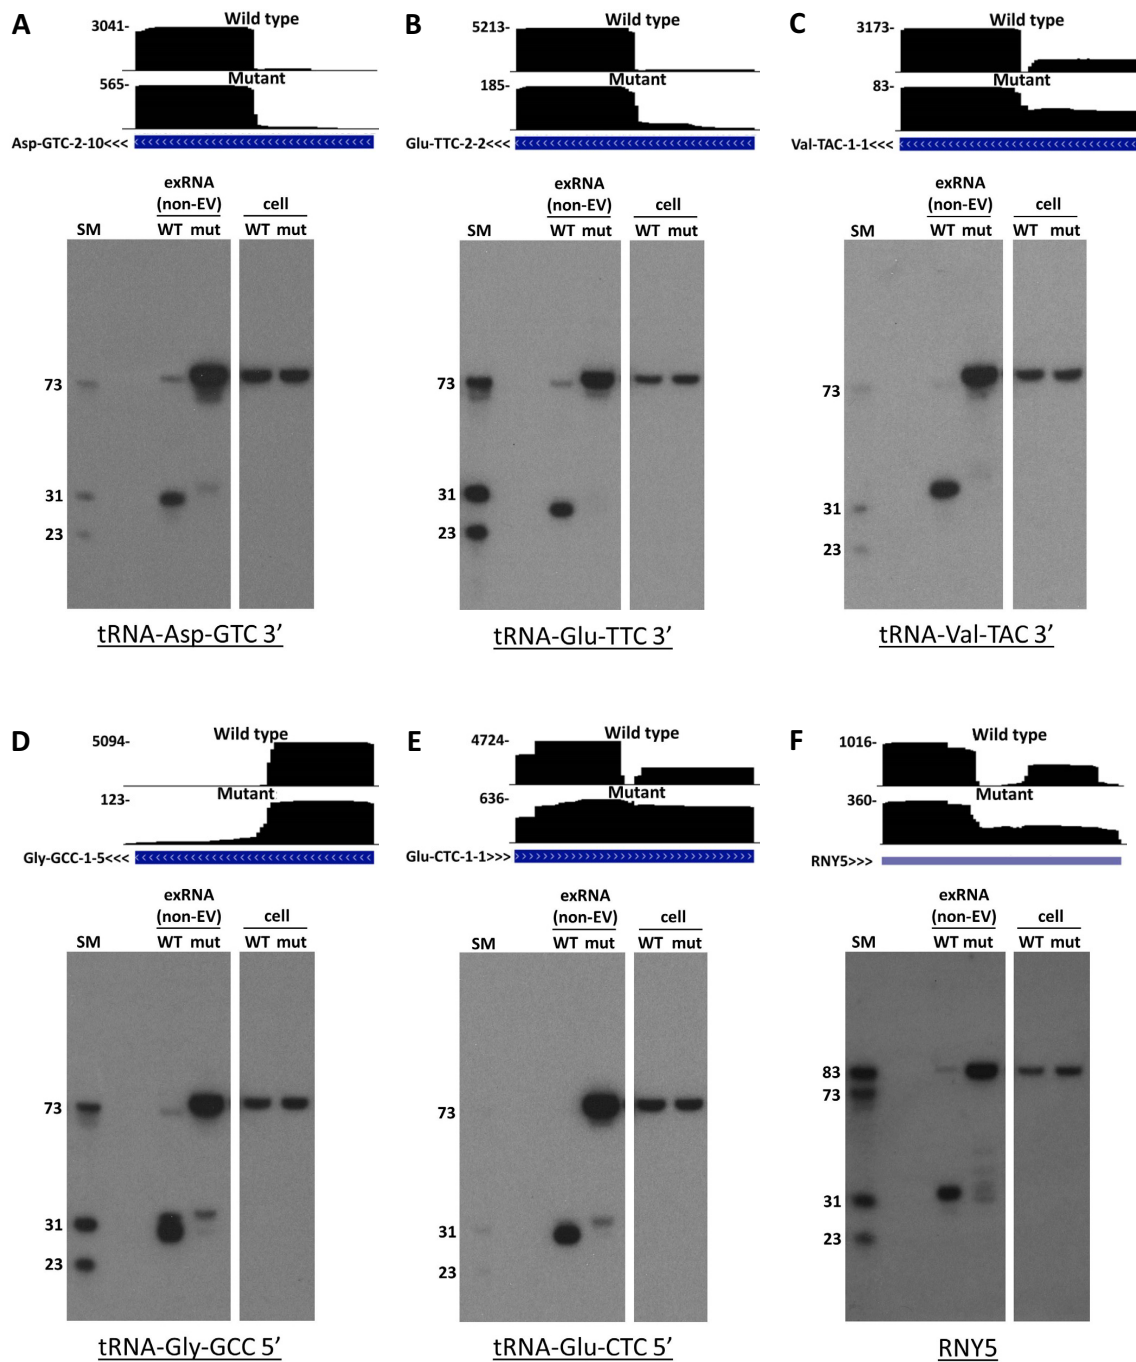 A
3041-
Wild type
565-
Mutant
Asp-GTC-2-10<<<
exRNA
(non-EV)
cell
SM
WT mut
WT mut
73
31
23
tRNA-Asp-GTC 3’
B
5213-
Wild type
185-
Mutant
Glu-TTC-2-2<<<
exRNA
(non-EV)
cell
SM
WT mut
WT mut
73
31
23
tRNA-Glu-TTC 3’
C
3173-
Wild type
83-
Mutant
Val-TAC-1-1<<<
exRNA
(non-EV)
cell
SM
WT mut
WT mut
73
31
23
tRNA-Val-TAC 3’
D
5094-
Wild type
123-
Mutant
Gly-GCC-1-5<<<
exRNA
(non-EV)
cell
SM
WT mut
WT mut
73
31
23
tRNA-Gly-GCC 5’
E
4724-
Wild type
636-
Mutant
Glu-CTC-1-1>>>
exRNA
(non-EV)
cell
SM
WT mut
WT mut
73
31
23
tRNA-Glu-CTC 5’
F
1016-
Wild type
360-
Mutant
RNY5>>>
exRNA
(non-EV)
cell
SM
WT mut
WT mut
83
73
31
23
RNY5